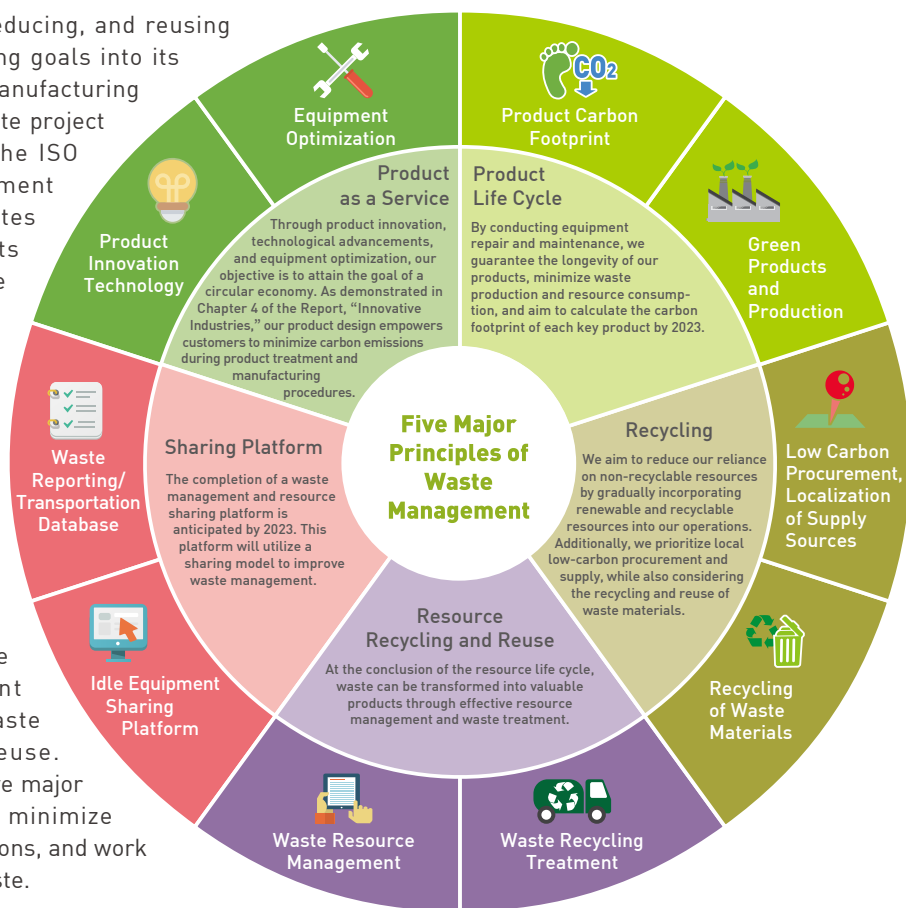 educing, and reusing
ng goals into its
anufacturing
te project
he ISO
ment
tes
ts
e
e
nt
aste
euse.
e major
minimize
ons, and work
ste.
Equipment
Optimization
Product Carbon
Footprint
CO2
Green
Products
and
Production
Low Carbon
Procurement,
Localization
of Supply
Sources
Recycling
of Waste
Materials
Waste Recycling
Treatment
Waste Resource
Management
Idle Equipment
Sharing
Platform
Waste
Reporting/
Transportation
Database
Product
Innovation
Technology
Product
as a Service
Through product innovation,
technological advancements,
and equipment optimization, our
objective is to attain the goal of a
circular economy. As demonstrated in
Chapter 4 of the Report, “Innovative
Industries,” our product design empowers
customers to minimize carbon emissions
during product treatment and
manufacturing
procedures.
Product
Life Cycle
By conducting equipment
repair and maintenance, we
guarantee the longevity of our
products, minimize waste
production and resource consump-
tion, and aim to calculate the carbon
footprint of each key product by 2023.
Recycling
We aim to reduce our reliance
on non-recyclable resources
by gradually incorporating
renewable and recyclable
resources into our operations.
Additionally, we prioritize local
low-carbon procurement and
supply, while also considering
the recycling and reuse of
waste materials.
Resource
Recycling and Reuse
At the conclusion of the resource life cycle,
waste can be transformed into valuable
products through effective resource
management and waste treatment.
Sharing Platform
The completion of a waste
management and resource
sharing platform is
anticipated by 2023. This
platform will utilize a
sharing model to improve
waste management.
Five Major
Principles of
Waste
Management